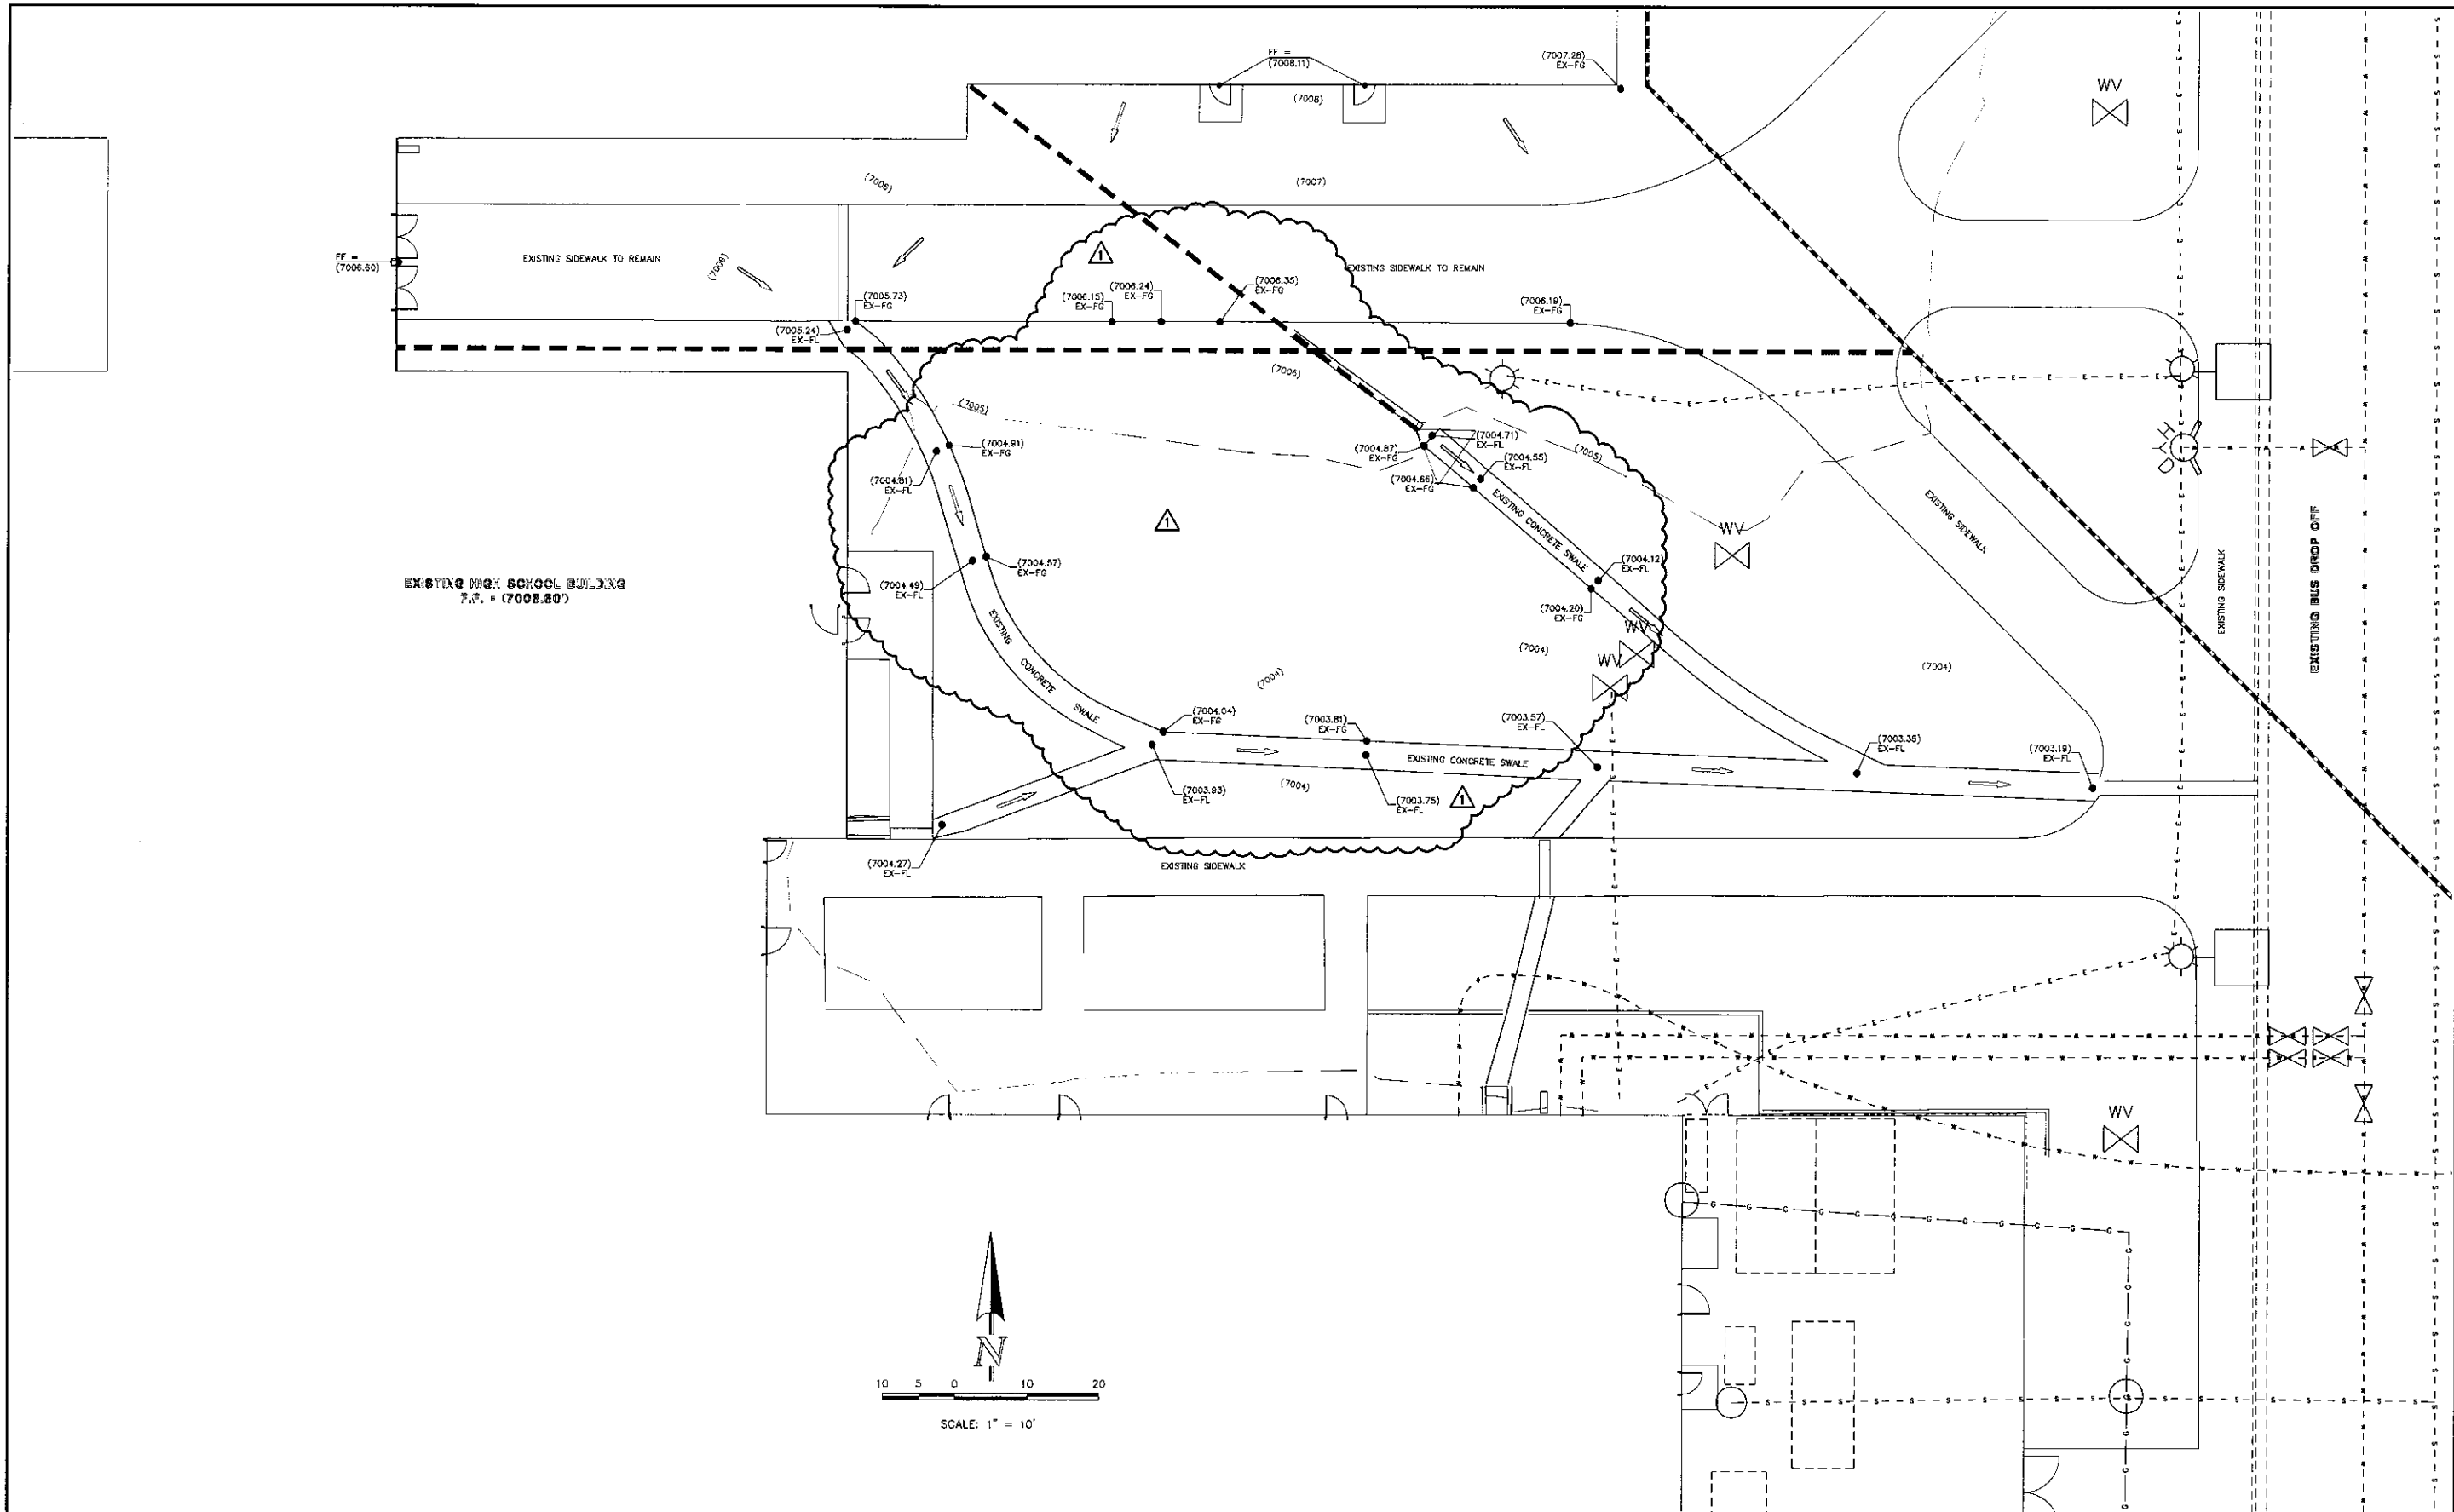 FF =
(7008.11)
(7007.28)
EX-FG
WV
(7008)
(7006)
(7007)
FF =
(7006.60)
EXISTING SIDEWALK TO REMAIN
(7006)
1
EXISTING SIDEWALK TO REMAIN
(7005.73)
EX-FG
(7006.15)
EX-FG
(7006.24)
EX-FG
(7006.35)
EX-FG
(7006.19)
EX-FG
(7005.24)
EX-FL
(7006)
(7005)
(7004.91)
EX-FG
(7004.81)
EX-FL
(7004.87)
EX-FG
(7004.71)
EX-FL
(7004.55)
EX-FL
(7004.66)
EX-FG
(7005)
HYD
1
WV
EXISTING CONCRETE SWALE
EXISTING SIDEWALK
EXISTING SIDEWALK
EXISTING BUS DROP OFF
EXISTING HIGH SCHOOL BUILDING
(7004.57)
EX-FG
(7004.49)
EX-FL
(7004.12)
EX-FL
(7004.20)
EX-FG
WV
WV
(7004)
(7004)
(7004)
EXISTING CONCRETE SWALE
(7004.04)
EX-FG
(7003.81)
EX-FG
(7003.57)
EX-FL
(7003.35)
EX-FL
(7003.19)
EX-FL
EXISTING CONCRETE SWALE
(7004)
(7003.93)
EX-FL
(7003.75)
EX-FL
1
(7004.27)
EX-FL
EXISTING SIDEWALK
WV
N
10 5 0 10 20
SCALE: 1" = 10'